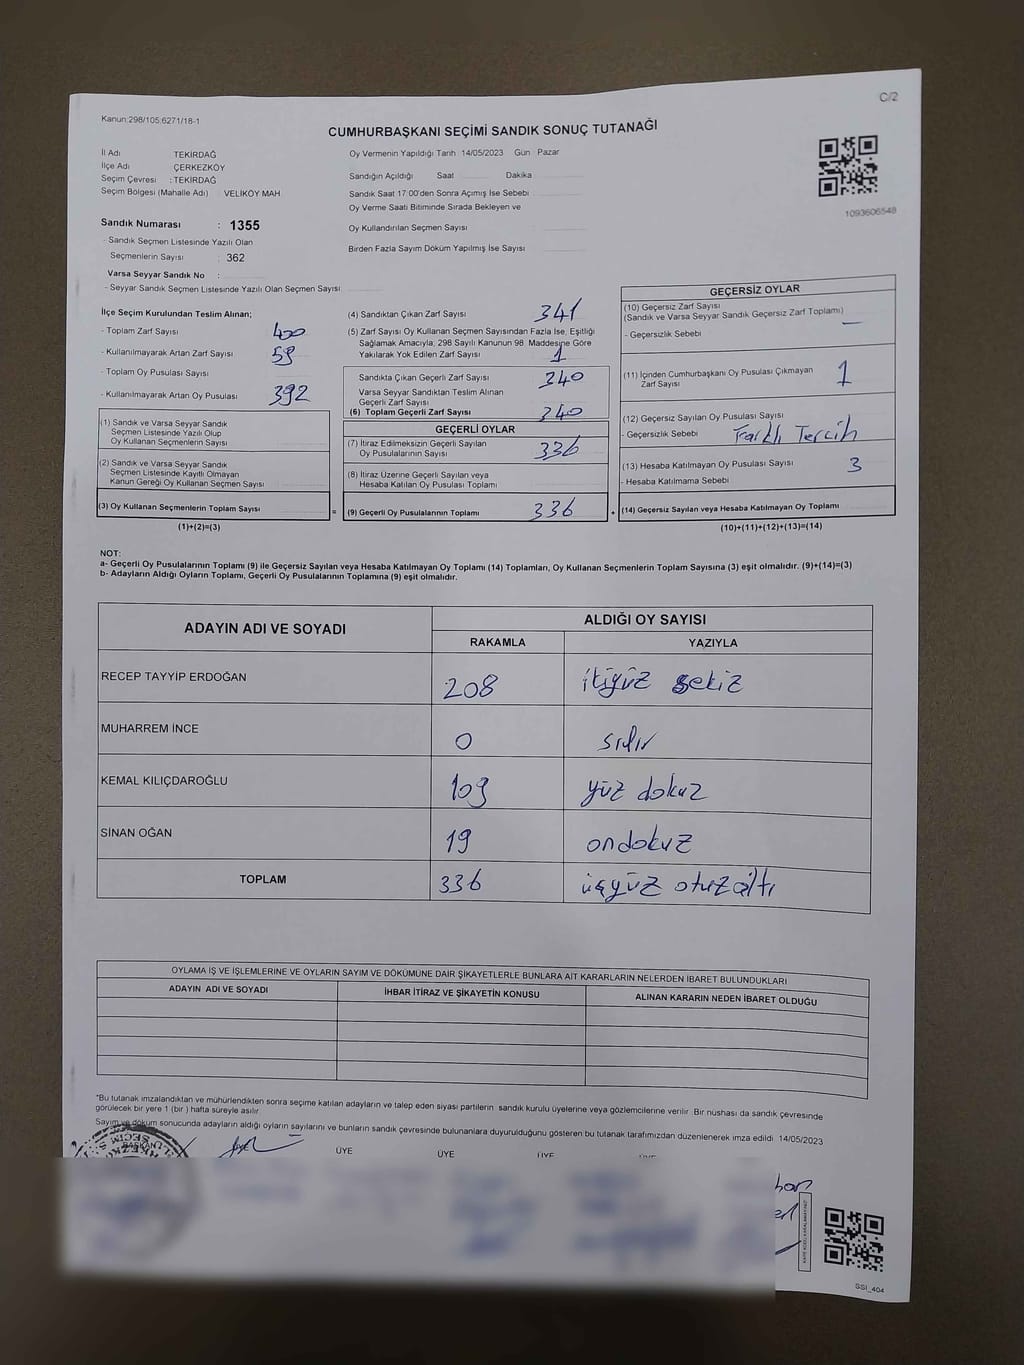 C/2
Kanun:298/105;6271/18-1
CUMHURBAŞKANI SEÇİMİ SANDIK SONUÇ TUTANAĞI
İl Adı TEKİRDAĞ
İlçe Adı ÇERKEZKÖY
Seçim Çevresi : TEKİRDAĞ
Seçim Bölgesi (Mahalle Adı) VELİKÖY MAH
Oy Vermenin Yapıldığı Tarih 14/05/2023 Gün Pazar
Sandığın Açıldığı Saat Dakika
Sandık Saat 17:00'den Sonra Açımış İse Sebebi
Oy Verme Saati Bitiminde Sırada Bekleyen ve
Oy Kullandırılan Seçmen Sayısı
Birden Fazla Sayım Döküm Yapılmış İse Sayısı
1093606548
Sandık Numarası : 1355
- Sandık Seçmen Listesinde Yazılı Olan
Seçmenlerin Sayısı : 362
Varsa Seyyar Sandık No :
- Seyyar Sandık Seçmen Listesinde Yazılı Olan Seçmen Sayısı
İlçe Seçim Kurulundan Teslim Alınan;
- Toplam Zarf Sayısı 400
- Kullanılmayarak Artan Zarf Sayısı 59
- Toplam Oy Pusulası Sayısı
- Kullanılmayarak Artan Oy Pusulası 392
(1) Sandık ve Varsa Seyyar Sandık
Seçmen Listesinde Yazılı Olup
Oy Kullanan Seçmenlerin Sayısı
(2) Sandık ve Varsa Seyyar Sandık
Seçmen Listesinde Kayıtlı Olmayan
Kanun Gereği Oy Kullanan Seçmen Sayısı
(3) Oy Kullanan Seçmenlerin Toplam Sayısı =
(1)+(2)=(3)
(4) Sandıktan Çıkan Zarf Sayısı 341
(5) Zarf Sayısı Oy Kullanan Seçmen Sayısından Fazla İse, Eşitliği
Sağlamak Amacıyla; 298 Sayılı Kanunun 98. Maddesine Göre
Yakılarak Yok Edilen Zarf Sayısı 1
Sandıkta Çıkan Geçerli Zarf Sayısı 340
Varsa Seyyar Sandıktan Teslim Alınan
Geçerli Zarf Sayısı
(6) Toplam Geçerli Zarf Sayısı 340
GEÇERLİ OYLAR
(7) İtiraz Edilmeksizin Geçerli Sayılan
Oy Pusulalarının Sayısı 336
(8) İtiraz Üzerine Geçerli Sayılan veya
Hesaba Katılan Oy Pusulası Toplamı
(9) Geçerli Oy Pusulalarının Toplamı 336 +
GEÇERSİZ OYLAR
(10) Geçersiz Zarf Sayısı
(Sandık ve Varsa Seyyar Sandık Geçersiz Zarf Toplamı) —
- Geçersizlik Sebebi
(11) İçinden Cumhurbaşkanı Oy Pusulası Çıkmayan
Zarf Sayısı 1
(12) Geçersiz Sayılan Oy Pusulası Sayısı
- Geçersizlik Sebebi Farklı Tercih
(13) Hesaba Katılmayan Oy Pusulası Sayısı 3
- Hesaba Katılmama Sebebi
(14) Geçersiz Sayılan veya Hesaba Katılmayan Oy Toplamı
(10)+(11)+(12)+(13)=(14)
NOT:
a- Geçerli Oy Pusulalarının Toplamı (9) ile Geçersiz Sayılan veya Hesaba Katılmayan Oy Toplamı (14) Toplamları, Oy Kullanan Seçmenlerin Toplam Sayısına (3) eşit olmalıdır. (9)+(14)=(3)
b- Adayların Aldığı Oyların Toplamı, Geçerli Oy Pusulalarının Toplamına (9) eşit olmalıdır.
ADAYIN ADI VE SOYADI ALDIĞI OY SAYISI
RAKAMLA YAZIYLA
RECEP TAYYİP ERDOĞAN 208 ikiyüz sekiz
MUHARREM İNCE 0 sıfır
KEMAL KILIÇDAROĞLU 109 yüz dokuz
SİNAN OĞAN 19 ondokuz
TOPLAM 336 üçyüz otuz altı
OYLAMA İŞ VE İŞLEMLERİNE VE OYLARIN SAYIM VE DÖKÜMÜNE DAİR ŞİKAYETLERLE BUNLARA AİT KARARLARIN NELERDEN İBARET BULUNDUKLARI
ADAYIN ADI VE SOYADI İHBAR İTİRAZ VE ŞİKAYETİN KONUSU ALINAN KARARIN NEDEN İBARET OLDUĞU
*Bu tutanak imzalandıktan ve mühürlendikten sonra seçime katılan adayların ve talep eden siyasi partilerin sandık kurulu üyelerine veya gözlemcilerine verilir. Bir nushası da sandık çevresinde
görülecek bir yere 1 (bir ) hafta süreyle asılır.
Sayım ve döküm sonucunda adayların aldığı oyların sayılarını ve bunların sandık çevresinde bulunanlara duyurulduğunu gösteren bu tutanak tarafımızdan düzenlenerek imza edildi. 14/05/2023
BAŞKAN ÜYE ÜYE ÜYE ÜYE
SSI_404